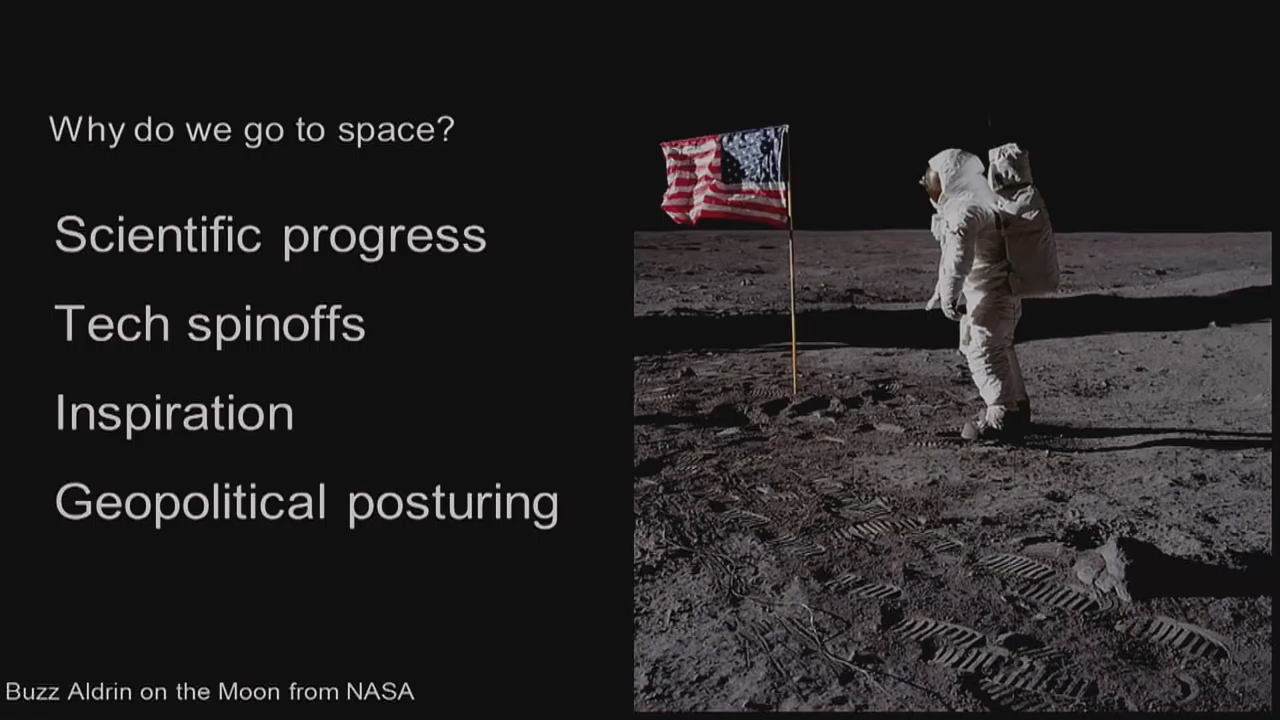 Why do we go to space?
Scientific progress
Tech spinoffs
Inspiration
Geopolitical posturing
Buzz Aldrin on the Moon from NASA